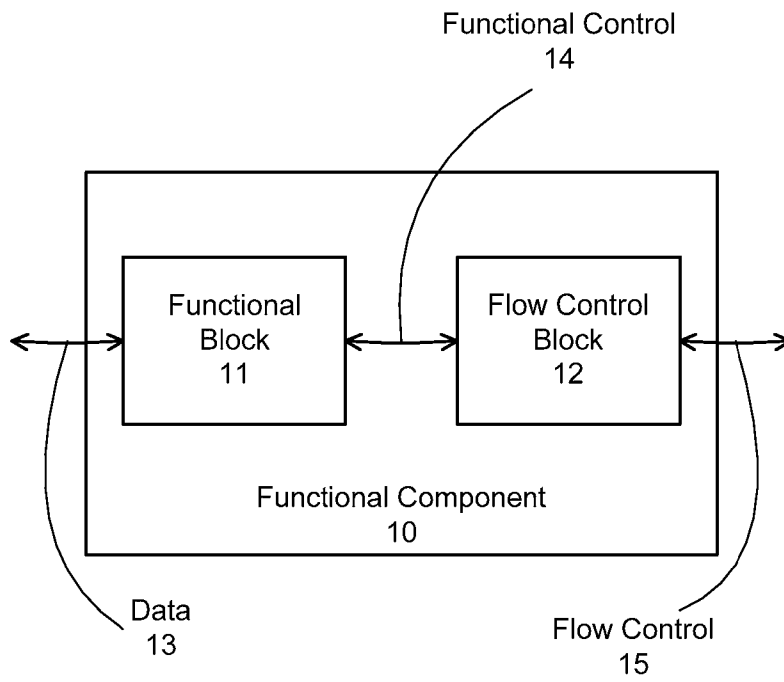 Functional Control
14
Functional
Block
11
Flow Control
Block
12
Functional Component
10
Data
13
Flow Control
15